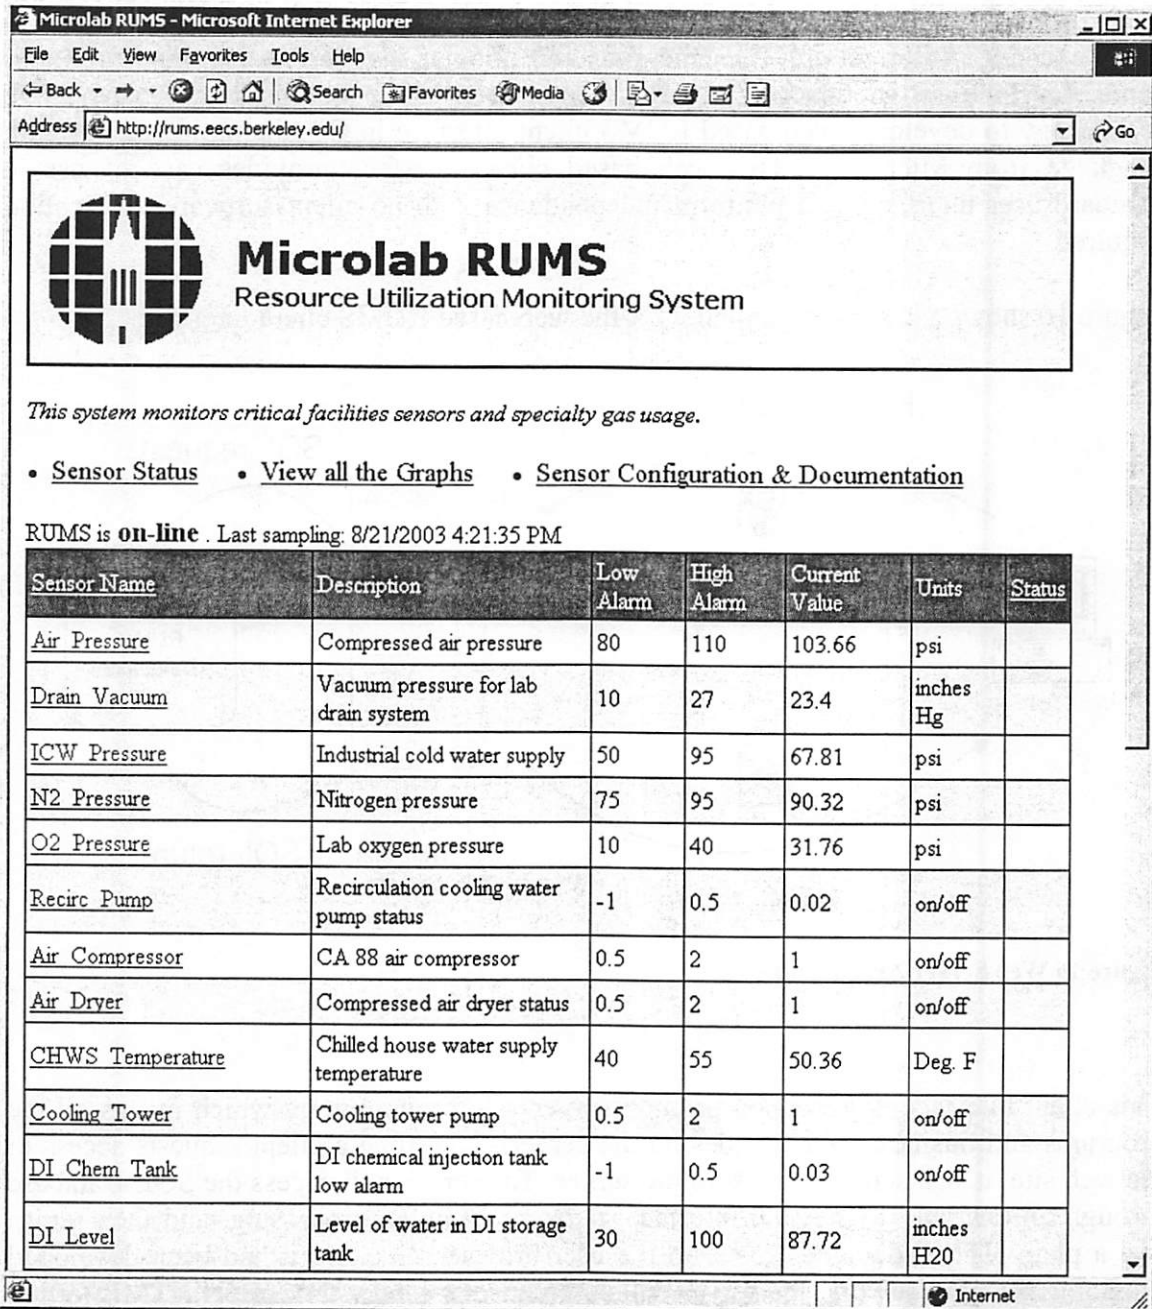 Microlab RUMS - Microsoft Internet Explorer
File Edit View Favorites Tools Help
Back Search Favorites Media
Address http://rums.eecs.berkeley.edu/ Go
Microlab RUMS
Resource Utilization Monitoring System
This system monitors critical facilities sensors and specialty gas usage.
• Sensor Status • View all the Graphs • Sensor Configuration & Documentation
RUMS is on-line . Last sampling: 8/21/2003 4:21:35 PM
Sensor Name Description Low Alarm High Alarm Current Value Units Status
Air Pressure Compressed air pressure 80 110 103.66 psi
Drain Vacuum Vacuum pressure for lab drain system 10 27 23.4 inches Hg
ICW Pressure Industrial cold water supply 50 95 67.81 psi
N2 Pressure Nitrogen pressure 75 95 90.32 psi
O2 Pressure Lab oxygen pressure 10 40 31.76 psi
Recirc Pump Recirculation cooling water pump status -1 0.5 0.02 on/off
Air Compressor CA 88 air compressor 0.5 2 1 on/off
Air Dryer Compressed air dryer status 0.5 2 1 on/off
CHWS Temperature Chilled house water supply temperature 40 55 50.36 Deg. F
Cooling Tower Cooling tower pump 0.5 2 1 on/off
DI Chem Tank DI chemical injection tank low alarm -1 0.5 0.03 on/off
DI Level Level of water in DI storage tank 30 100 87.72 inches H20
Internet